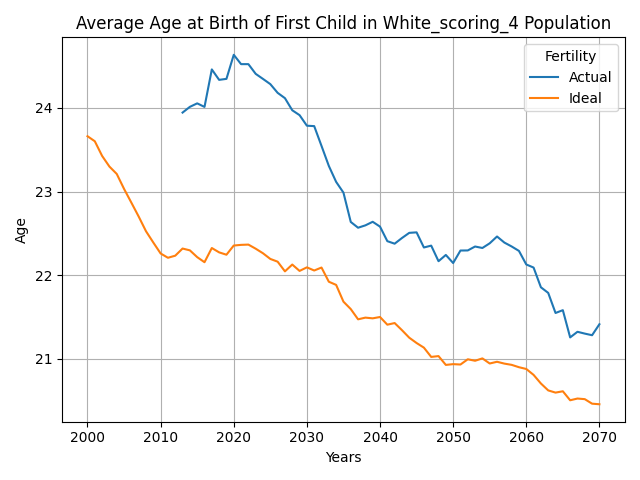 Average Age at Birth of First Child in White_scoring_4 Population
Fertility
Actual
Ideal
24
23
22
21
Age
2000 2010 2020 2030 2040 2050 2060 2070
Years